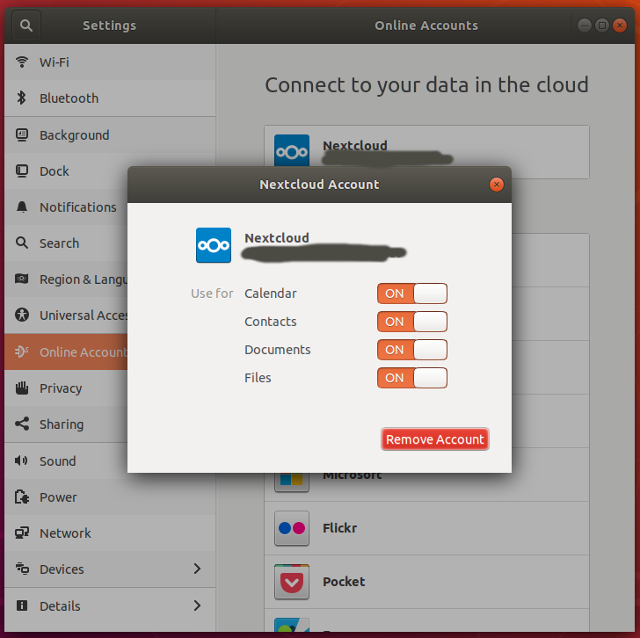 Settings
Online Accounts
Wi-Fi
Bluetooth
Background
Dock
Notifications
Search
Region & Langu
Universal Acces
Online Account
Privacy
Sharing
Sound
Power
Network
Devices
Details
Connect to your data in the cloud
Nextcloud
Nextcloud Account
Nextcloud
Use for Calendar ON
Contacts ON
Documents ON
Files ON
Remove Account
Microsoft
Flickr
Pocket